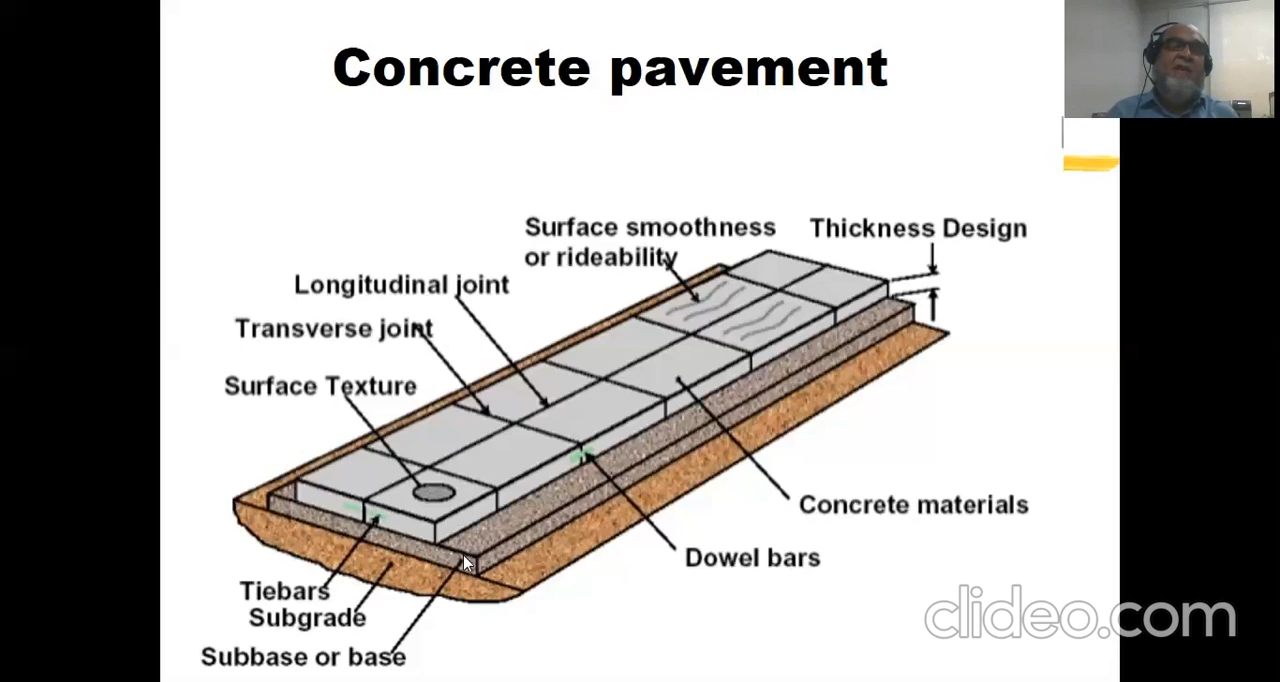 Concrete pavement
Surface smoothness
or rideability
Thickness Design
Longitudinal joint
Transverse joint
Surface Texture
Concrete materials
Dowel bars
Tiebars
Subgrade
Subbase or base
clideo.com